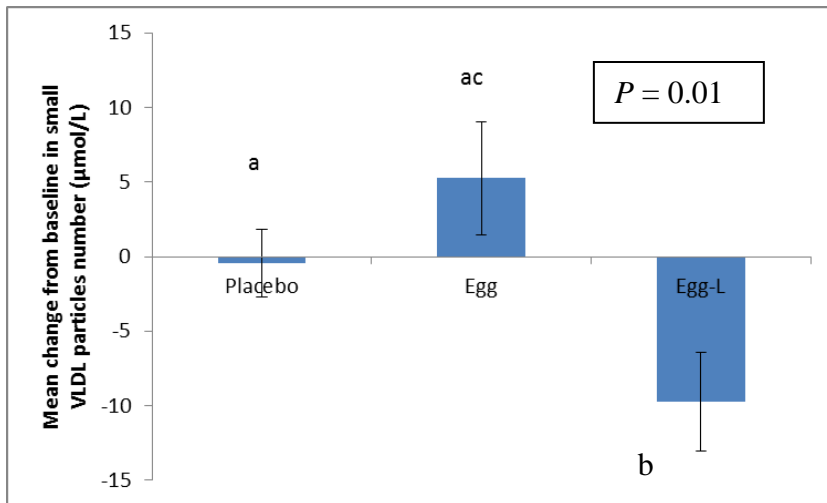 Mean change from baseline in small
VLDL particles number (µmol/L)
15
10
5
0
-5
-10
-15
a
ac
b
P = 0.01
Placebo
Egg
Egg-L